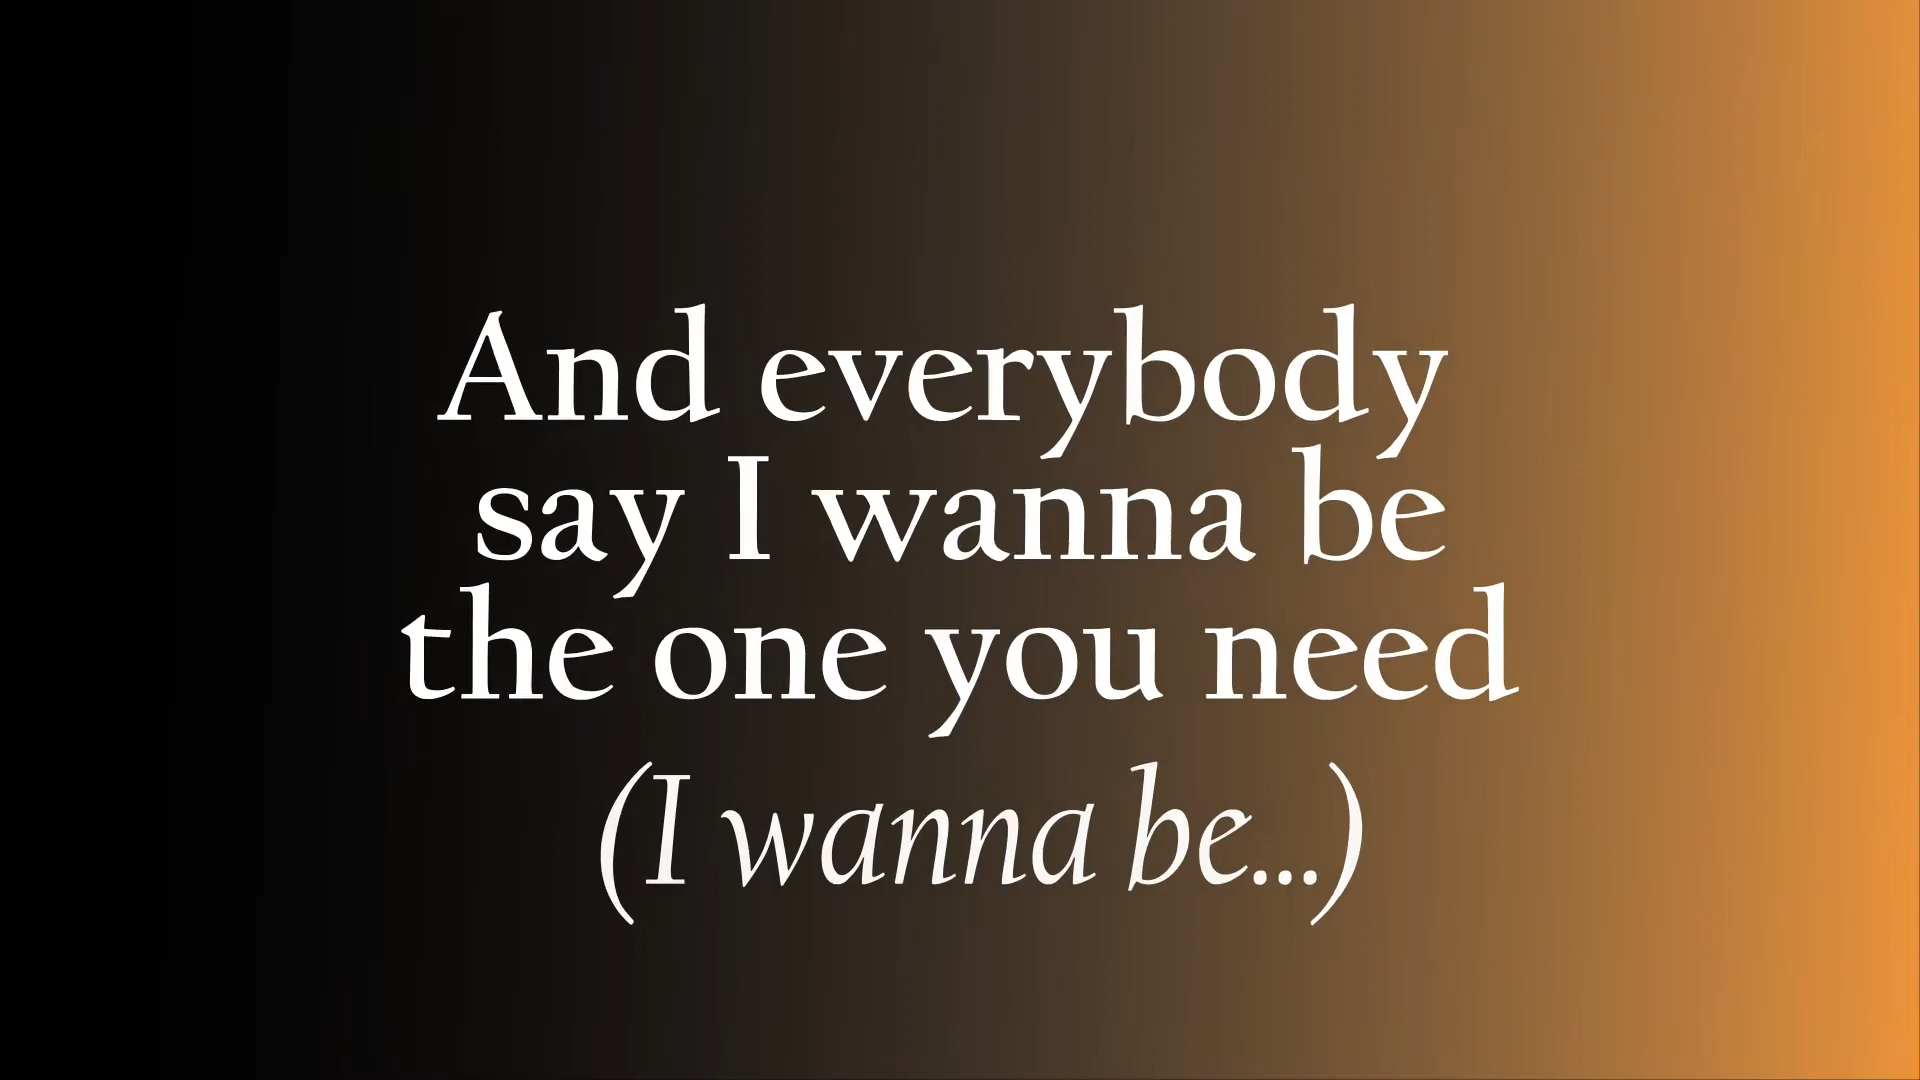 And everybody
say I wanna be
the one you need
(I wanna be...)